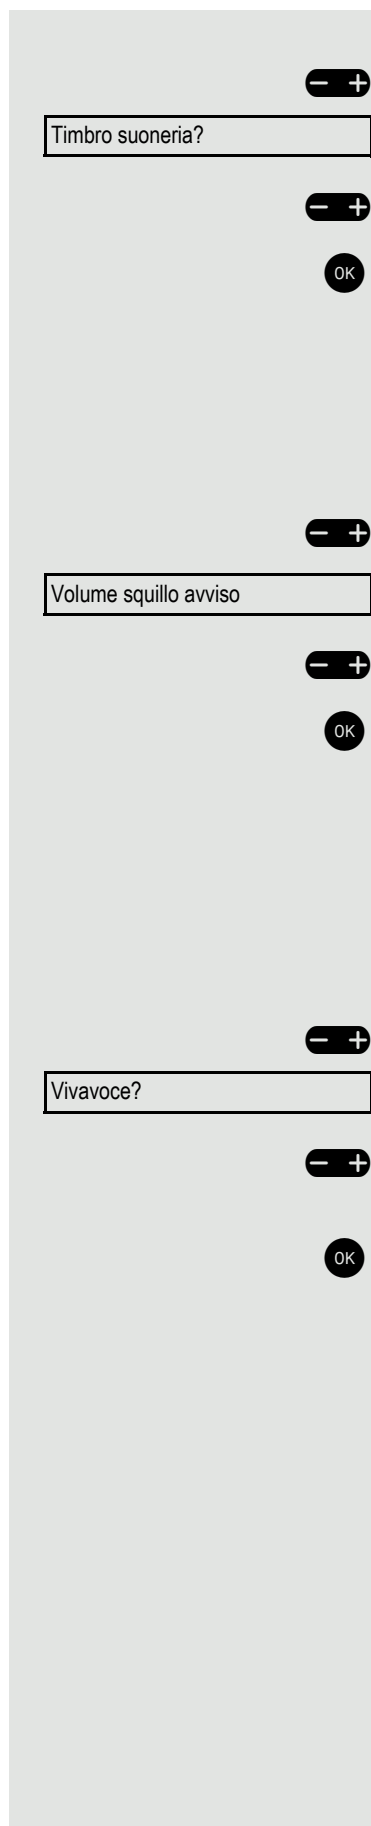 − +
Timbro suoneria?
− +
OK
− +
Volume squillo avviso
− +
OK
− +
Vivavoce?
− +
OK